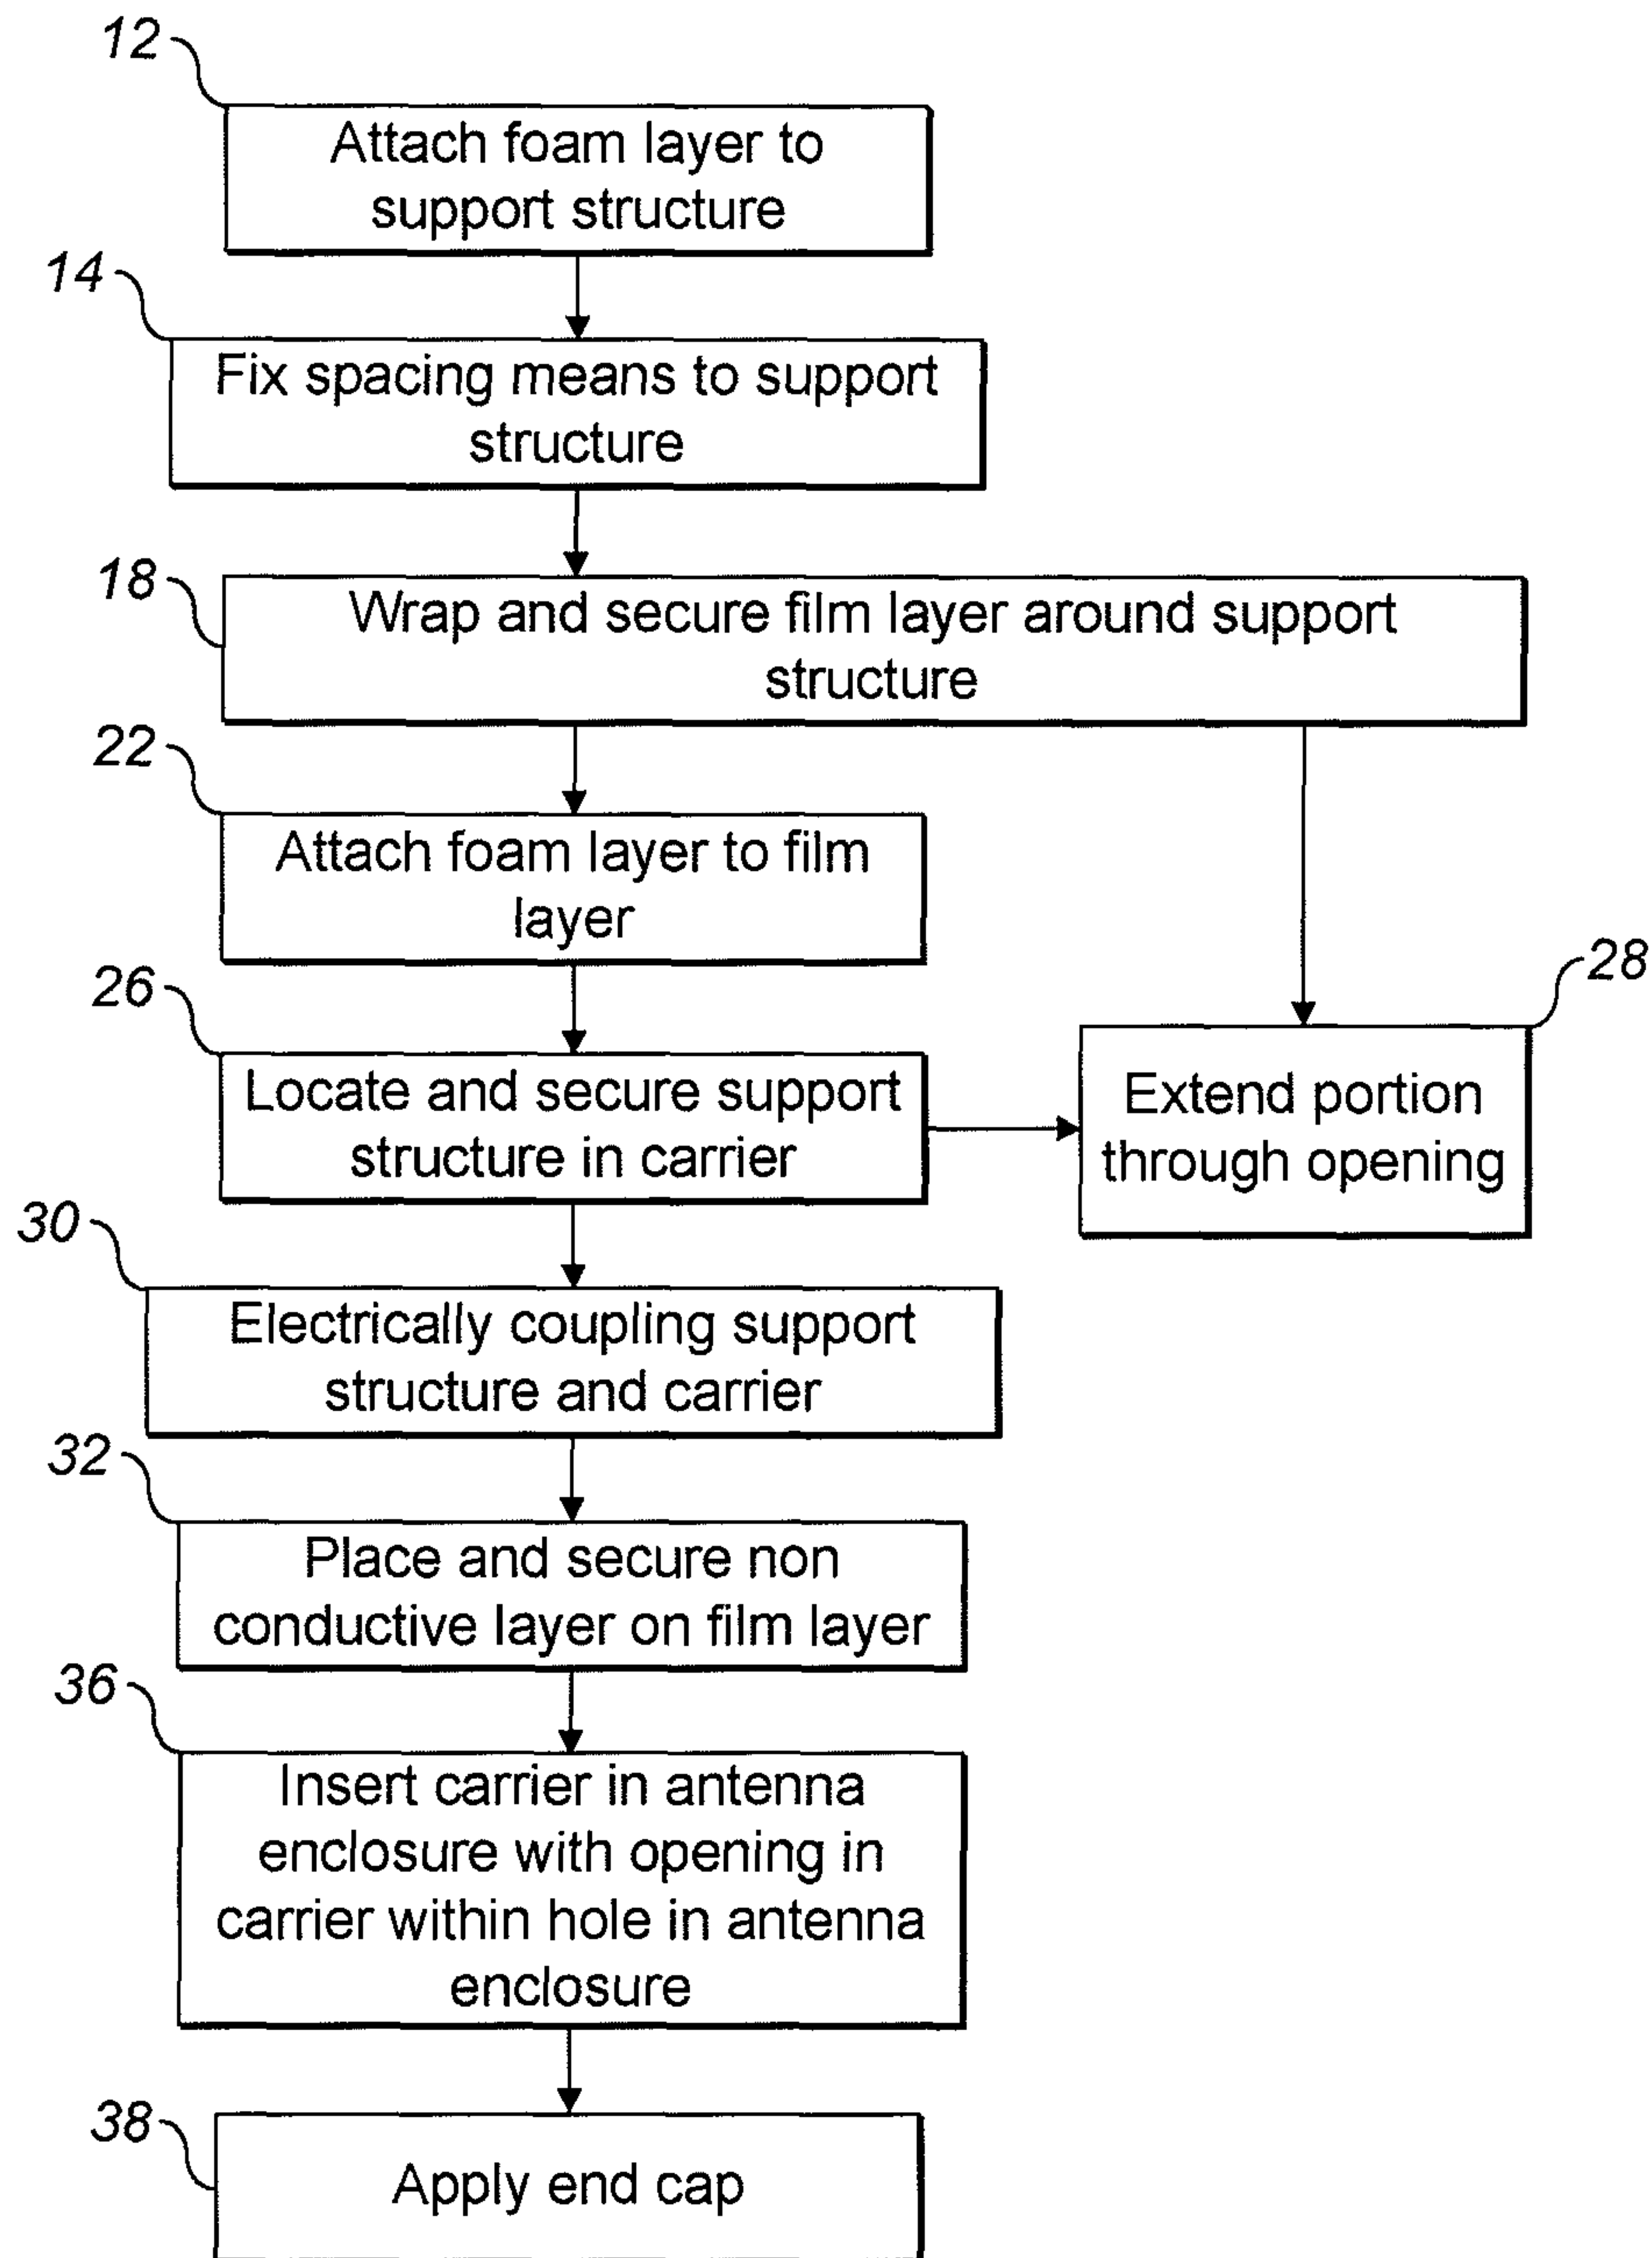 12
Attach foam layer to
support structure
14
Fix spacing means to support
structure
18
Wrap and secure film layer around support
structure
22
Attach foam layer to film
layer
26
Locate and secure support
structure in carrier
28
Extend portion
through opening
30
Electrically coupling support
structure and carrier
32
Place and secure non
conductive layer on film layer
36
Insert carrier in antenna
enclosure with opening in
carrier within hole in antenna
enclosure
38
Apply end cap